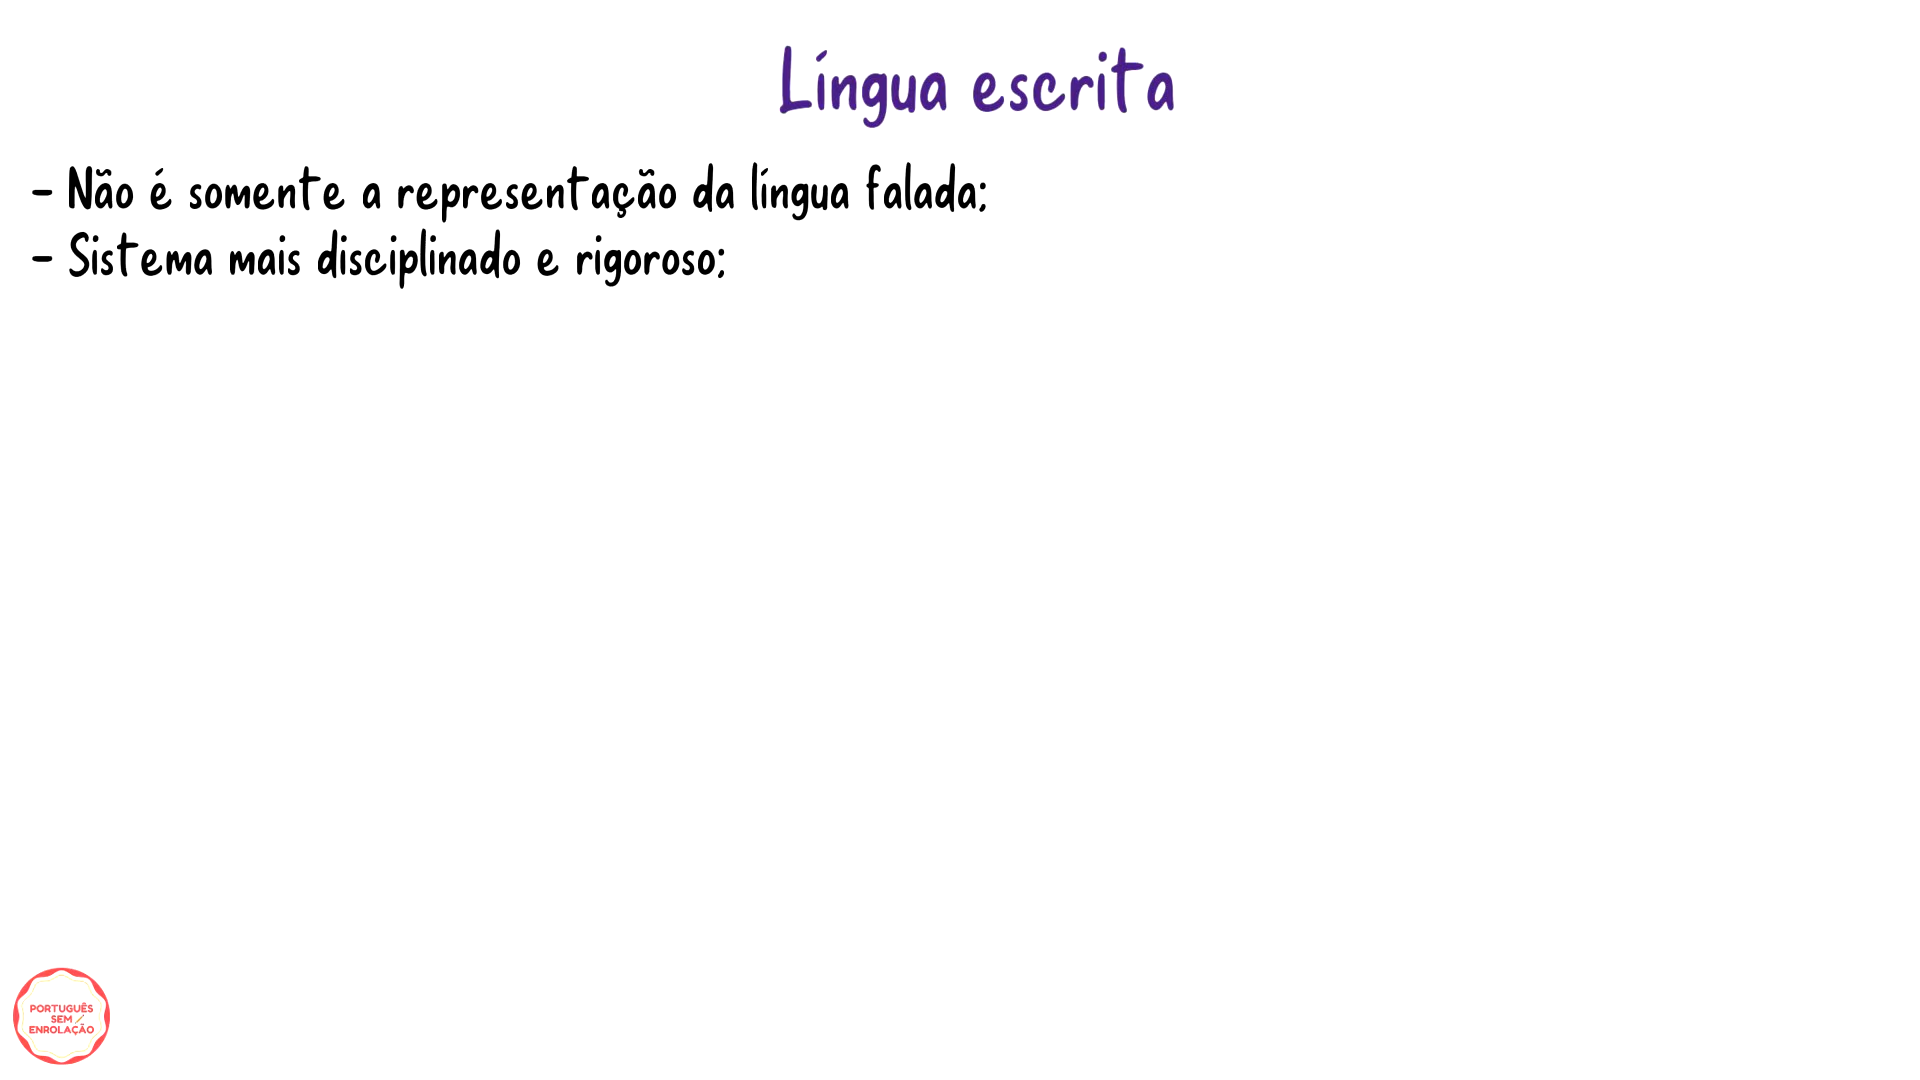 Língua escrita
- Não é somente a representação da língua falada;
- Sistema mais disciplinado e rigoroso;
PORTUGUÊS
SEM
ENROLAÇÃO